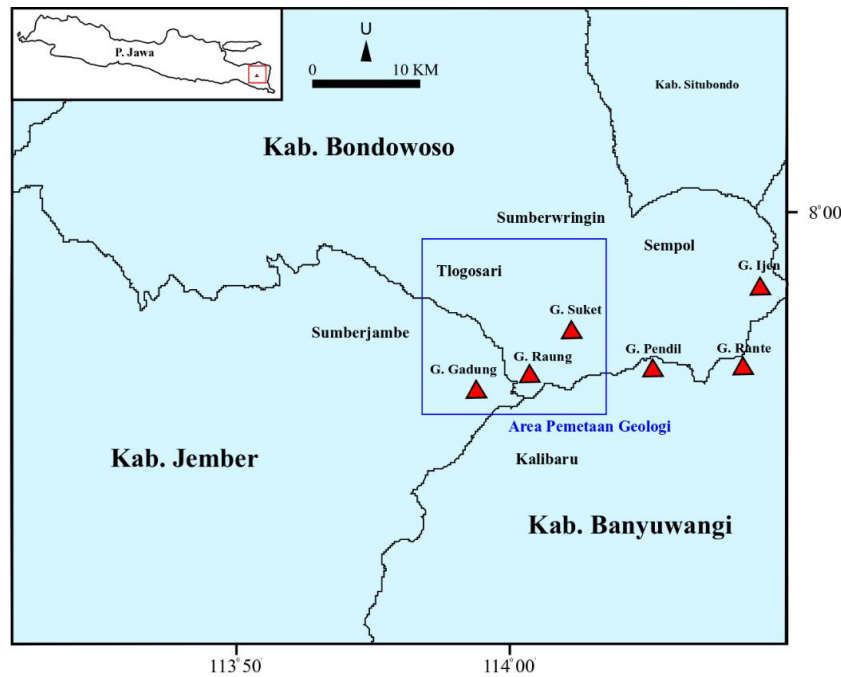 P. Jawa
U
0 10 KM
Kab. Situbondo
Kab. Bondowoso
Sumberwringin
8°00
Sempol
Tlogosari
G. Ijen
G. Suket
Sumberjambe
G. Raung
G. Pendil
G. Rante
G. Gadung
Area Pemetaan Geologi
Kab. Jember
Kalibaru
Kab. Banyuwangi
113°50
114°00